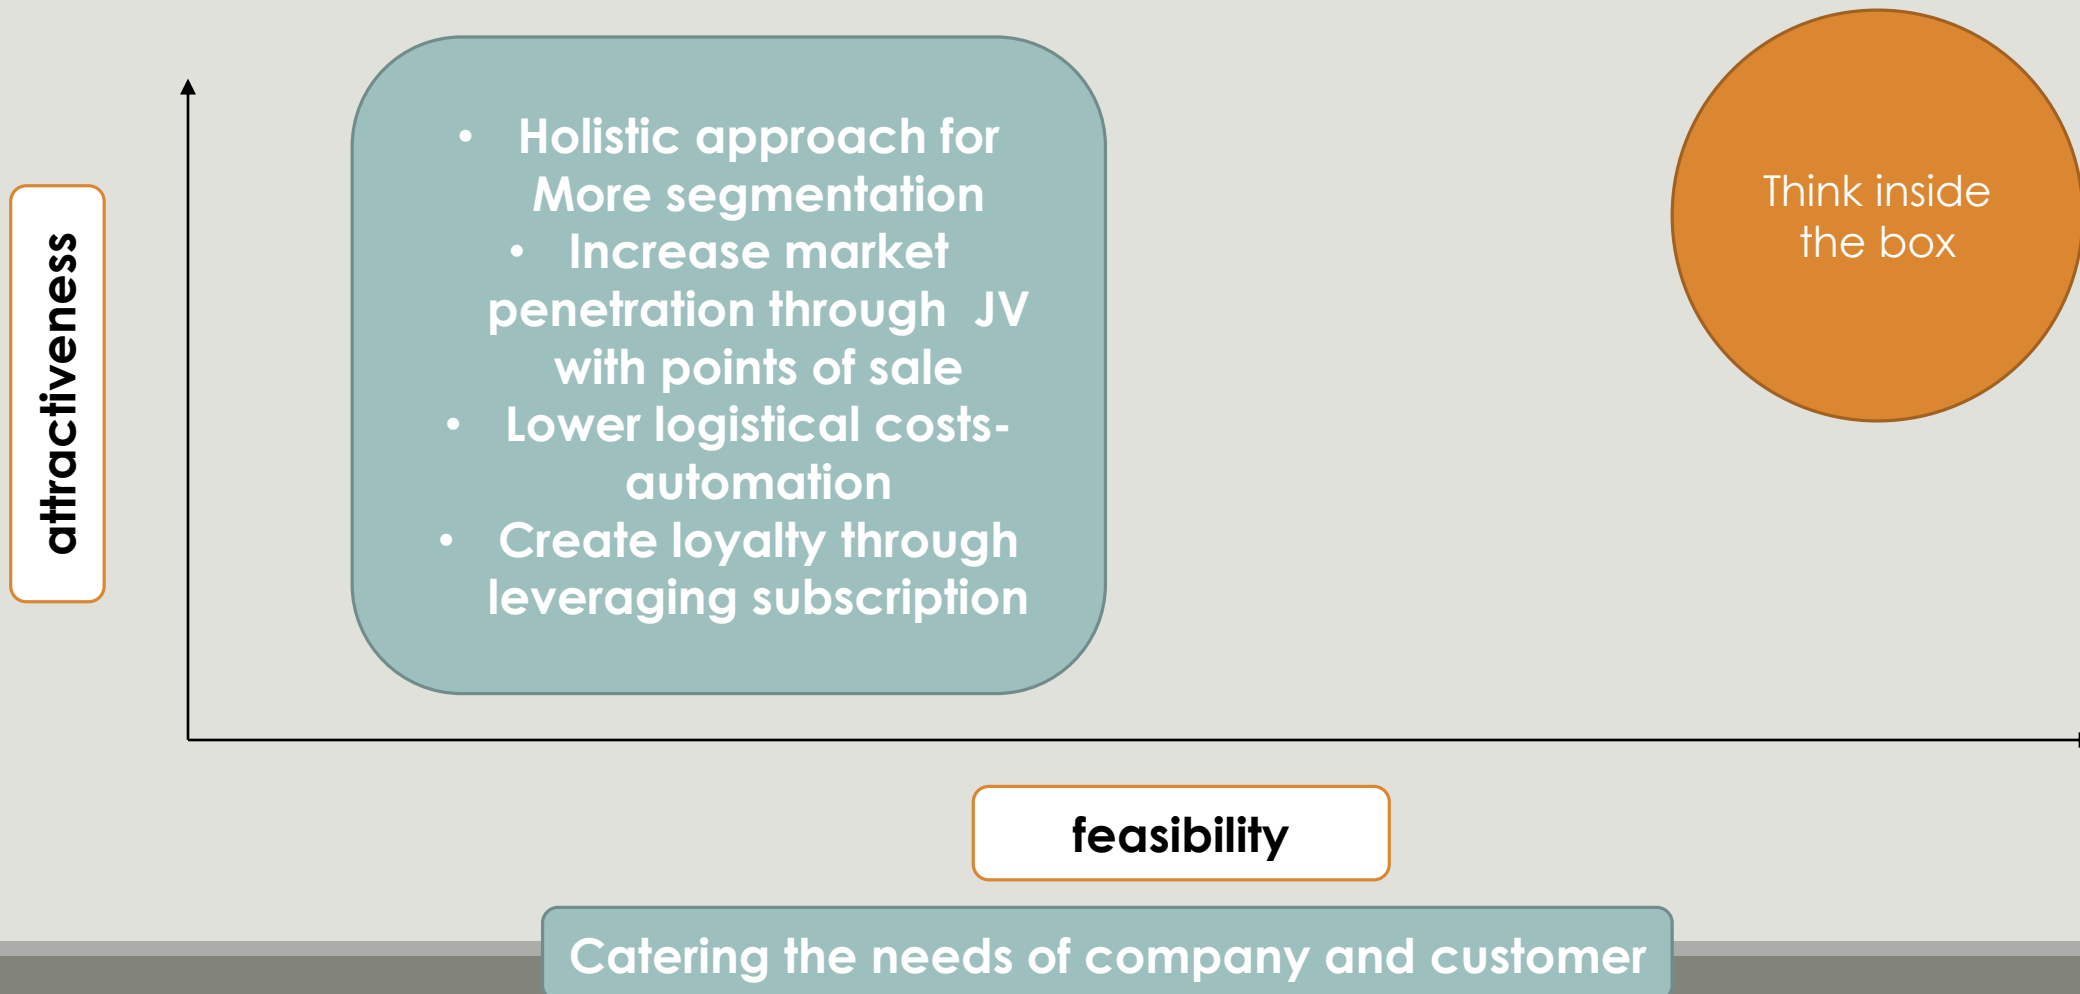 attractiveness
• Holistic approach for
More segmentation
• Increase market
penetration through JV
with points of sale
• Lower logistical costs-
automation
• Create loyalty through
leveraging subscription
Think inside
the box
feasibility
Catering the needs of company and customer